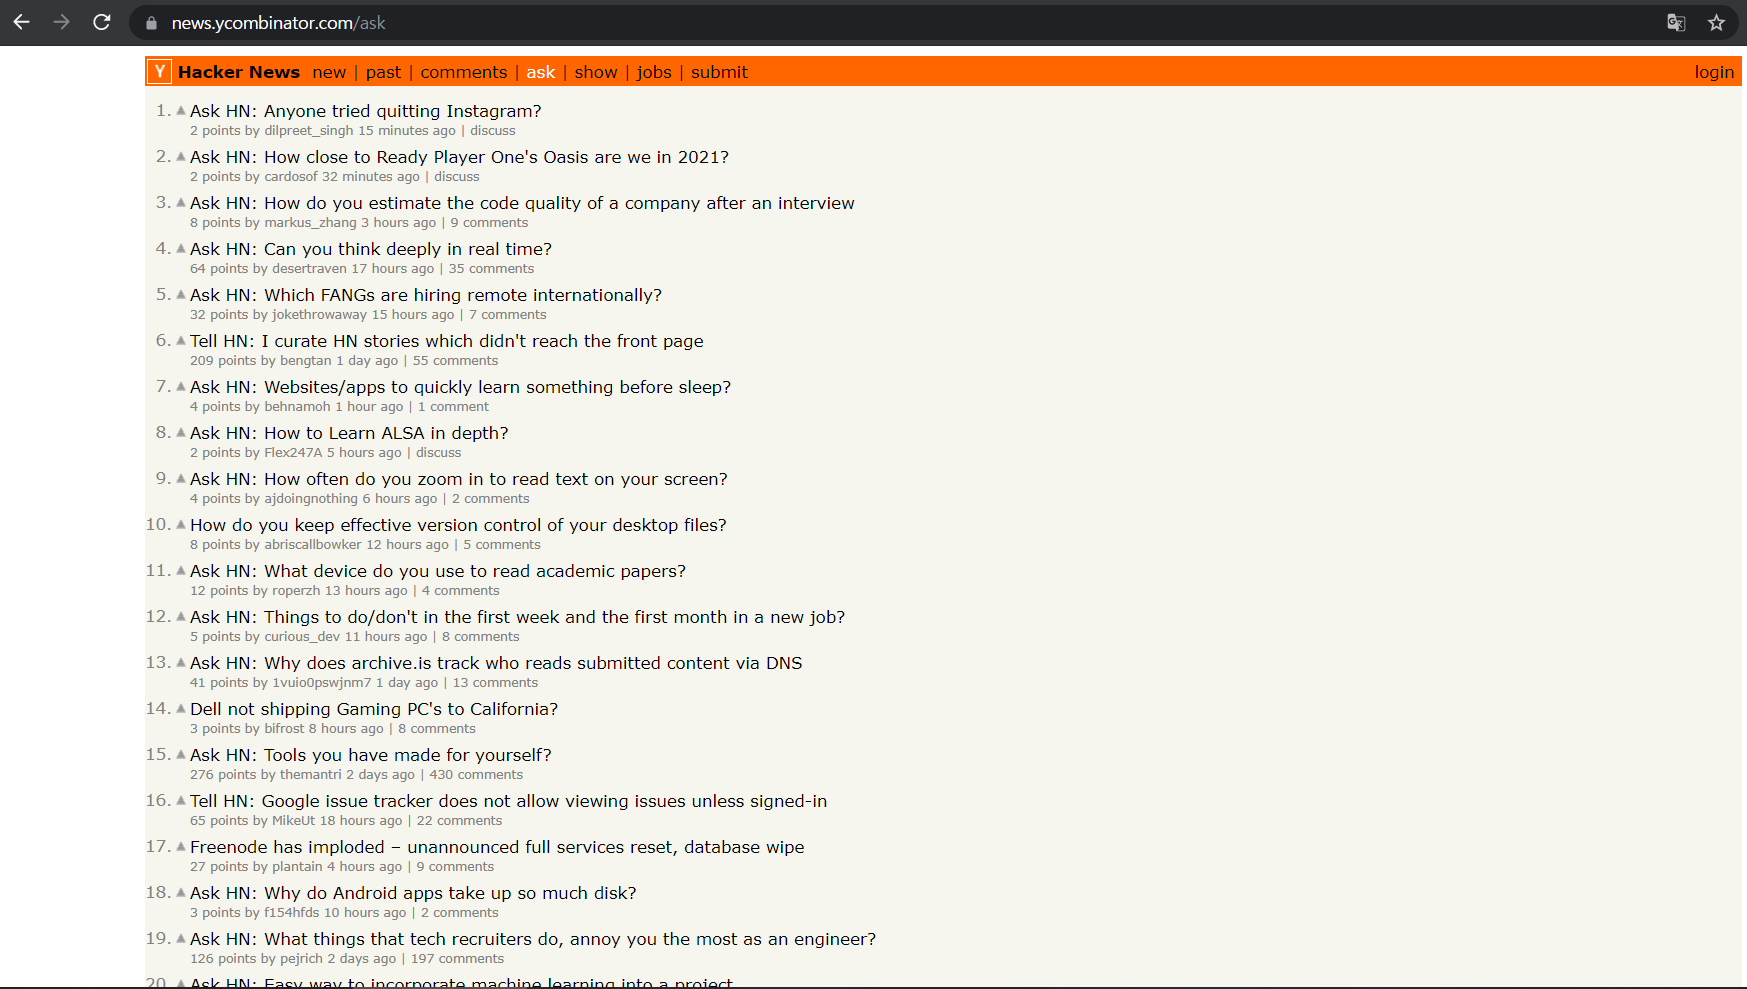 news.ycombinator.com/ask
Y Hacker News new | past | comments | ask | show | jobs | submit login
1. Ask HN: Anyone tried quitting Instagram?
2 points by dilpreet_singh 15 minutes ago | discuss
2. Ask HN: How close to Ready Player One's Oasis are we in 2021?
2 points by cardosof 32 minutes ago | discuss
3. Ask HN: How do you estimate the code quality of a company after an interview
8 points by markus_zhang 3 hours ago | 9 comments
4. Ask HN: Can you think deeply in real time?
64 points by desertraven 17 hours ago | 35 comments
5. Ask HN: Which FANGs are hiring remote internationally?
32 points by jokethrowaway 15 hours ago | 7 comments
6. Tell HN: I curate HN stories which didn't reach the front page
209 points by bengtan 1 day ago | 55 comments
7. Ask HN: Websites/apps to quickly learn something before sleep?
4 points by behnamoh 1 hour ago | 1 comment
8. Ask HN: How to Learn ALSA in depth?
2 points by Flex247A 5 hours ago | discuss
9. Ask HN: How often do you zoom in to read text on your screen?
4 points by ajdoingnothing 6 hours ago | 2 comments
10. How do you keep effective version control of your desktop files?
8 points by abriscallbowker 12 hours ago | 5 comments
11. Ask HN: What device do you use to read academic papers?
12 points by roperzh 13 hours ago | 4 comments
12. Ask HN: Things to do/don't in the first week and the first month in a new job?
5 points by curious_dev 11 hours ago | 8 comments
13. Ask HN: Why does archive.is track who reads submitted content via DNS
41 points by 1vuio0pswjnm7 1 day ago | 13 comments
14. Dell not shipping Gaming PC's to California?
3 points by bifrost 8 hours ago | 8 comments
15. Ask HN: Tools you have made for yourself?
276 points by themantri 2 days ago | 430 comments
16. Tell HN: Google issue tracker does not allow viewing issues unless signed-in
65 points by MikeUt 18 hours ago | 22 comments
17. Freenode has imploded – unannounced full services reset, database wipe
27 points by plantain 4 hours ago | 9 comments
18. Ask HN: Why do Android apps take up so much disk?
3 points by f154hfds 10 hours ago | 2 comments
19. Ask HN: What things that tech recruiters do, annoy you the most as an engineer?
126 points by pejrich 2 days ago | 197 comments
20. Ask HN: Easy way to incorporate machine learning into a project